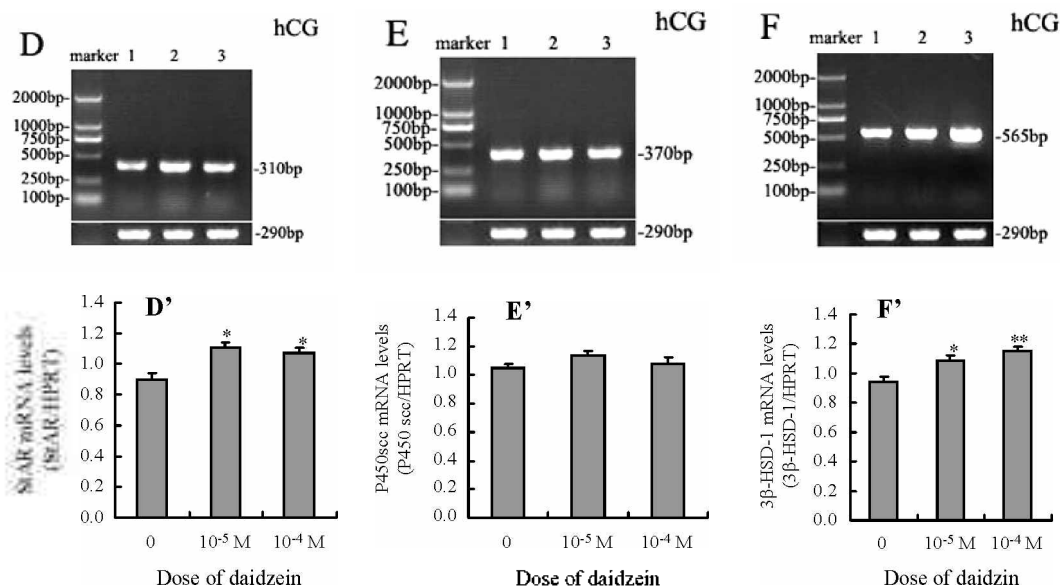 D hCG
marker 1 2 3
2000bp-
1000bp-
750bp-
500bp-
250bp-
100bp-
-310bp
-290bp
E hCG
marker 1 2 3
2000bp-
1000bp-
750bp-
500bp-
250bp-
100bp-
-370bp
-290bp
F hCG
marker 1 2 3
2000bp-
1000bp-
750bp-
500bp-
250bp-
100bp-
-565bp
-290bp
D’
StAR mRNA levels
(StAR/HPRT)
1.4
1.2
1.0
0.8
0.6
0.4
0.2
0.0
* *
0 10⁻⁵ M 10⁻⁴ M
Dose of daidzein
E’
P450scc mRNA levels
(P450 scc/HPRT)
1.4
1.2
1.0
0.8
0.6
0.4
0.2
0.0
0 10⁻⁵ M 10⁻⁴ M
Dose of daidzein
F’
3β-HSD-1 mRNA levels
(3β-HSD-1/HPRT)
1.4
1.2
1.0
0.8
0.6
0.4
0.2
0.0
* **
0 10⁻⁵ M 10⁻⁴ M
Dose of daidzin